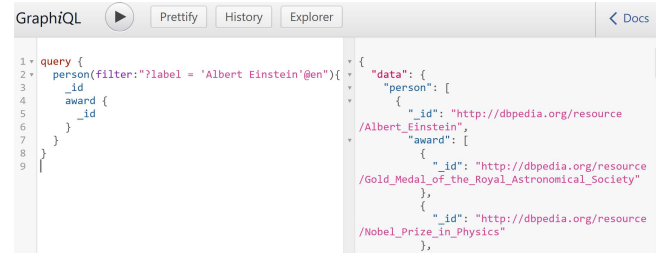 GraphiQL Prettify History Explorer Docs
1 query {
2 person(filter:"?label = 'Albert Einstein'@en"){
3 _id
4 award {
5 _id
6 }
7 }
8 }
9
{
"data": {
"person": [
{
"_id": "http://dbpedia.org/resource
/Albert_Einstein",
"award": [
{
"_id": "http://dbpedia.org/resource
/Gold_Medal_of_the_Royal_Astronomical_Society"
},
{
"_id": "http://dbpedia.org/resource
/Nobel_Prize_in_Physics"
},